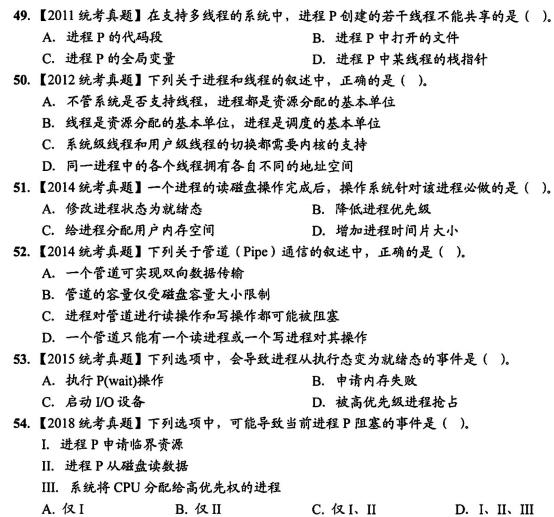 49. 【2011 统考真题】在支持多线程的系统中，进程 P 创建的若干线程不能共享的是（ ）。
A. 进程 P 的代码段 B. 进程 P 中打开的文件
C. 进程 P 的全局变量 D. 进程 P 中某线程的栈指针
50. 【2012 统考真题】下列关于进程和线程的叙述中，正确的是（ ）。
A. 不管系统是否支持线程，进程都是资源分配的基本单位
B. 线程是资源分配的基本单位，进程是调度的基本单位
C. 系统级线程和用户级线程的切换都需要内核的支持
D. 同一进程中的各个线程拥有各自不同的地址空间
51. 【2014 统考真题】一个进程的读磁盘操作完成后，操作系统针对该进程必做的是（ ）。
A. 修改进程状态为就绪态 B. 降低进程优先级
C. 给进程分配用户内存空间 D. 增加进程时间片大小
52. 【2014 统考真题】下列关于管道（Pipe）通信的叙述中，正确的是（ ）。
A. 一个管道可实现双向数据传输
B. 管道的容量仅受磁盘容量大小限制
C. 进程对管道进行读操作和写操作都可能被阻塞
D. 一个管道只能有一个读进程或一个写进程对其操作
53. 【2015 统考真题】下列选项中，会导致进程从执行态变为就绪态的事件是（ ）。
A. 执行 P(wait)操作 B. 申请内存失败
C. 启动 I/O 设备 D. 被高优先级进程抢占
54. 【2018 统考真题】下列选项中，可能导致当前进程 P 阻塞的事件是（ ）。
I. 进程 P 申请临界资源
II. 进程 P 从磁盘读数据
III. 系统将 CPU 分配给高优先权的进程
A. 仅 I B. 仅 II C. 仅 I、II D. I、II、III